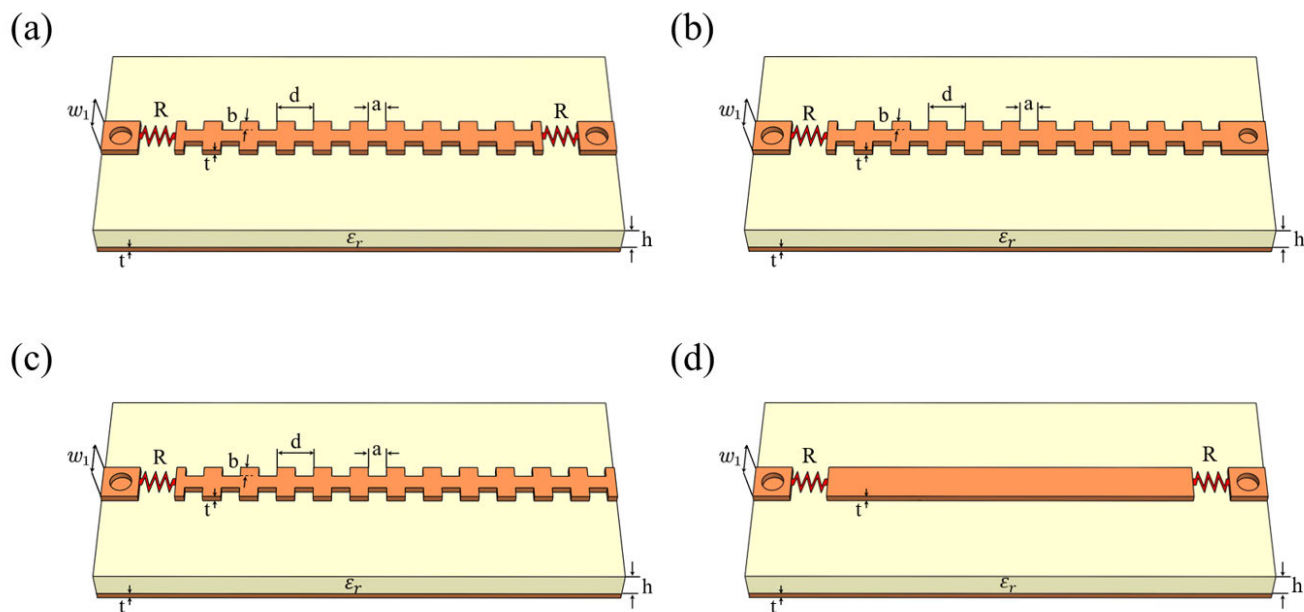 (a)
(b)
w₁ R b d a R
t
εᵣ h
t
w₁ R b d a
t
εᵣ h
t
(c)
(d)
w₁ R b d a
t
εᵣ h
t
w₁ R R
t
εᵣ h
t